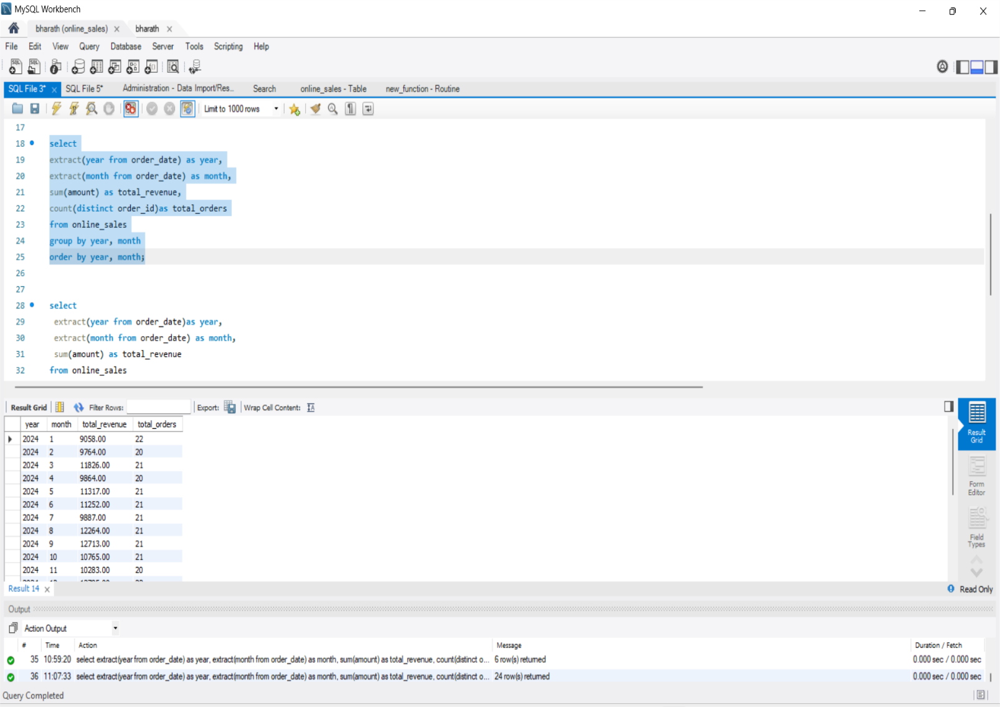 MySQL Workbench
bharath (online_sales) bharath
File Edit View Query Database Server Tools Scripting Help
SQL File 3* SQL File 5* Administration - Data Import/Res... Search online_sales - Table new_function - Routine
Limit to 1000 rows
17
18 select
19 extract(year from order_date) as year,
20 extract(month from order_date) as month,
21 sum(amount) as total_revenue,
22 count(distinct order_id)as total_orders
23 from online_sales
24 group by year, month
25 order by year, month;
26
27
28 select
29 extract(year from order_date)as year,
30 extract(month from order_date) as month,
31 sum(amount) as total_revenue
32 from online_sales
Result Grid Filter Rows: Export: Wrap Cell Content:
year month total_revenue total_orders
2024 1 9058.00 22
2024 2 9764.00 20
2024 3 11826.00 21
2024 4 9864.00 20
2024 5 11317.00 21
2024 6 11252.00 21
2024 7 9887.00 21
2024 8 12264.00 21
2024 9 12713.00 21
2024 10 10765.00 21
2024 11 10283.00 20
Result
Grid
Form
Editor
Field
Types
Result 14 Read Only
Output
Action Output
# Time Action Message Duration / Fetch
35 10:59:20 select extract(year from order_date) as year, extract(month from order_date) as month, sum(amount) as total_revenue, count(distinct o... 6 row(s) returned 0.000 sec / 0.000 sec
36 11:07:33 select extract(year from order_date) as year, extract(month from order_date) as month, sum(amount) as total_revenue, count(distinct o... 24 row(s) returned 0.000 sec / 0.000 sec
Query Completed